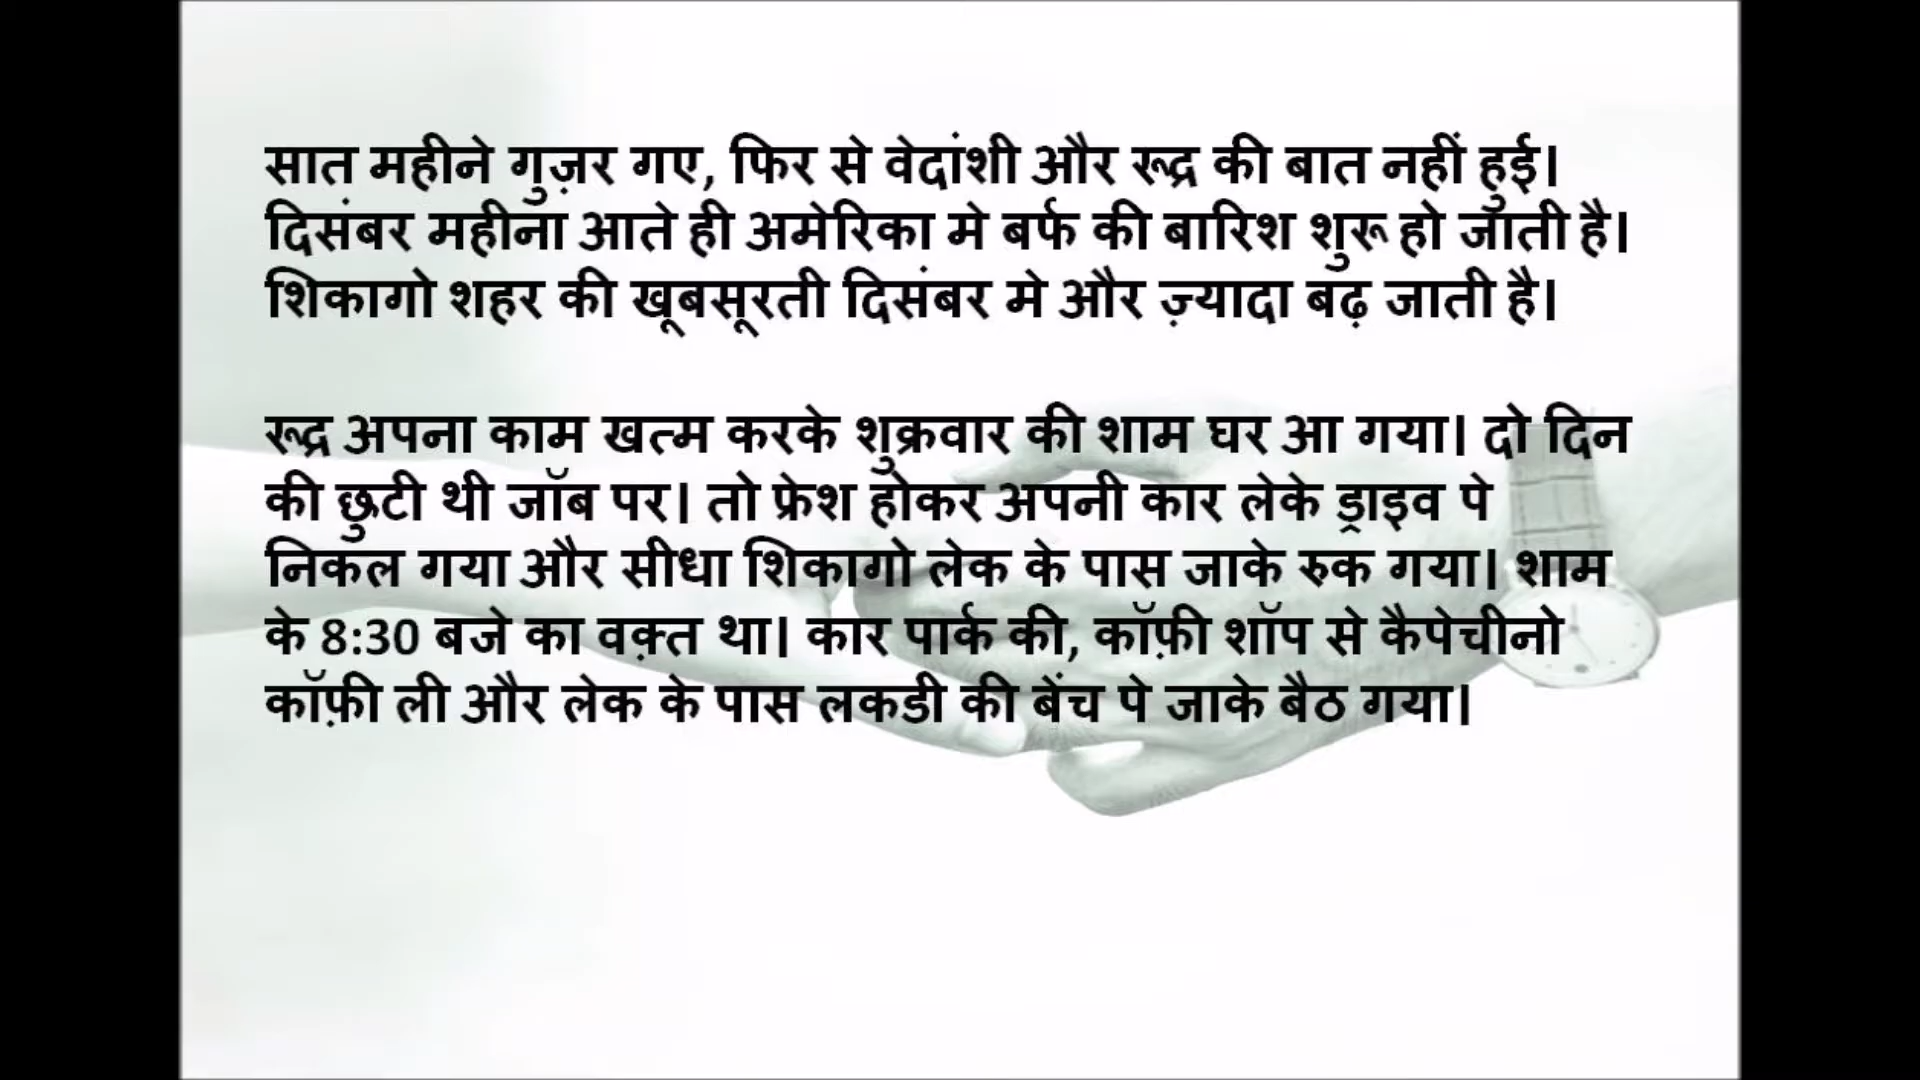 सात महीने गुज़र गए, फिर से वेदांशी और रूद्र की बात नहीं हुई।
दिसंबर महीना आते ही अमेरिका मे बर्फ की बारिश शुरू हो जाती है।
शिकागो शहर की खूबसूरती दिसंबर मे और ज़्यादा बढ़ जाती है।
रूद्र अपना काम खत्म करके शुक्रवार की शाम घर आ गया। दो दिन
की छुटी थी जॉब पर। तो फ्रेश होकर अपनी कार लेके ड्राइव पे
निकल गया और सीधा शिकागो लेक के पास जाके रुक गया। शाम
के 8:30 बजे का वक़्त था। कार पार्क की, कॉफ़ी शॉप से कैपेचीनो
कॉफ़ी ली और लेक के पास लकडी की बेंच पे जाके बैठ गया।